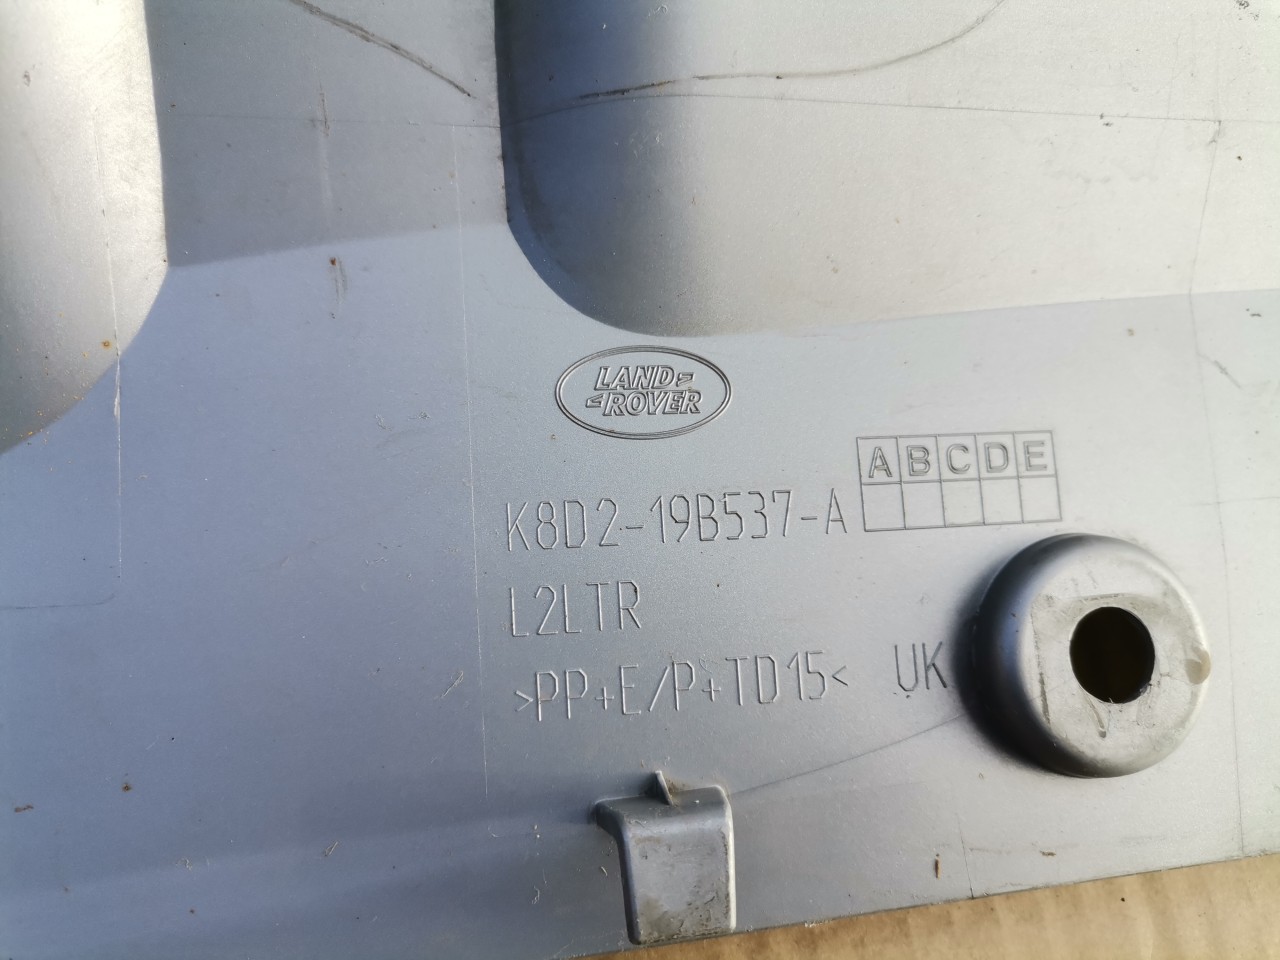 LAND
ROVER
A B C D E
K8D2-19B537-A
L2LTR
>PP+E/P+TD15< UK